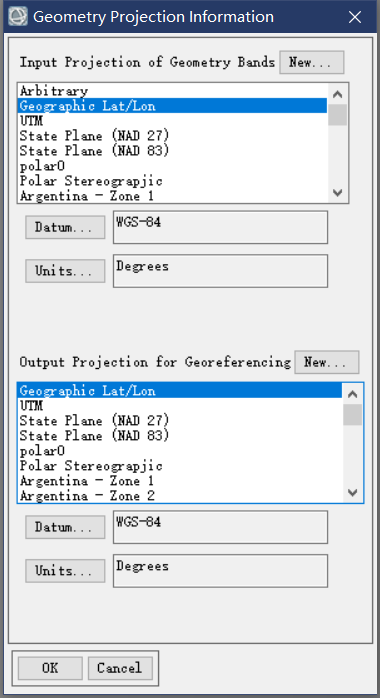 Geometry Projection Information
Input Projection of Geometry Bands New...
Arbitrary
Geographic Lat/Lon
UTM
State Plane (NAD 27)
State Plane (NAD 83)
polar0
Polar Stereograpjic
Argentina - Zone 1
Datum... WGS-84
Units... Degrees
Output Projection for Georeferencing New...
Geographic Lat/Lon
UTM
State Plane (NAD 27)
State Plane (NAD 83)
polar0
Polar Stereograpjic
Argentina - Zone 1
Argentina - Zone 2
Datum... WGS-84
Units... Degrees
OK Cancel